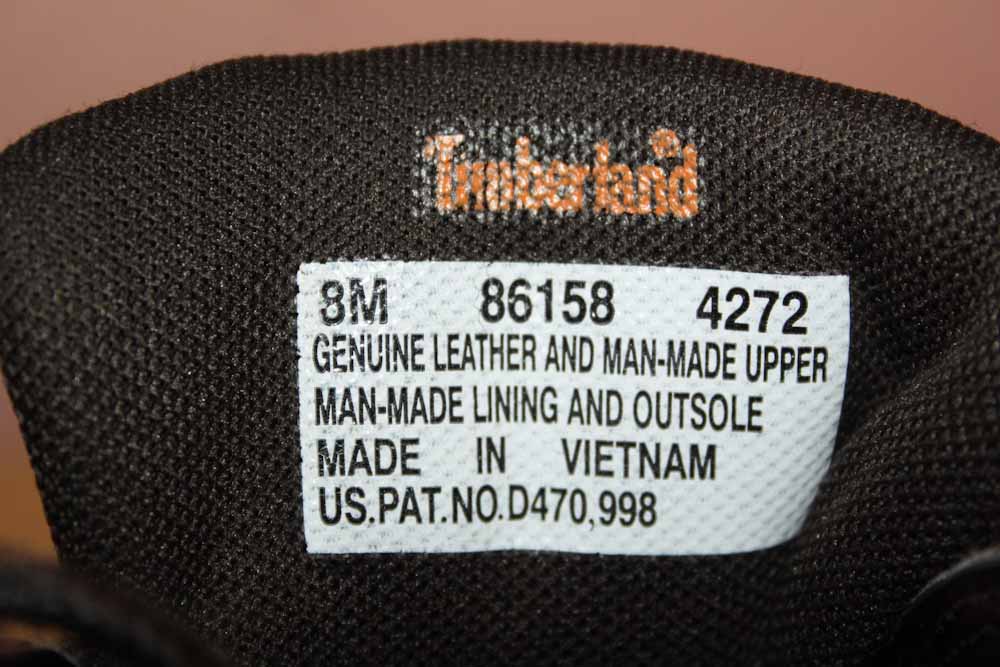 Timberland®
8M 86158 4272
GENUINE LEATHER AND MAN-MADE UPPER
MAN-MADE LINING AND OUTSOLE
MADE IN VIETNAM
US.PAT.NO.D470,998